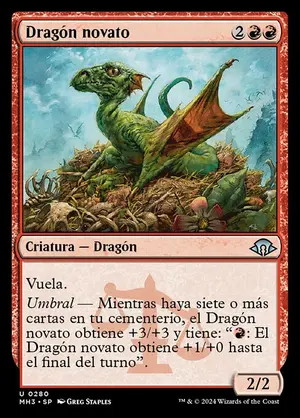 Dragón novato 2
Criatura — Dragón
Vuela.
Umbral — Mientras haya siete o más
cartas en tu cementerio, el Dragón
novato obtiene +3/+3 y tiene: “: El
Dragón novato obtiene +1/+0 hasta
el final del turno”.
2/2
U 0280
MH3 • SP Greg Staples
™ & © 2024 Wizards of the Coast